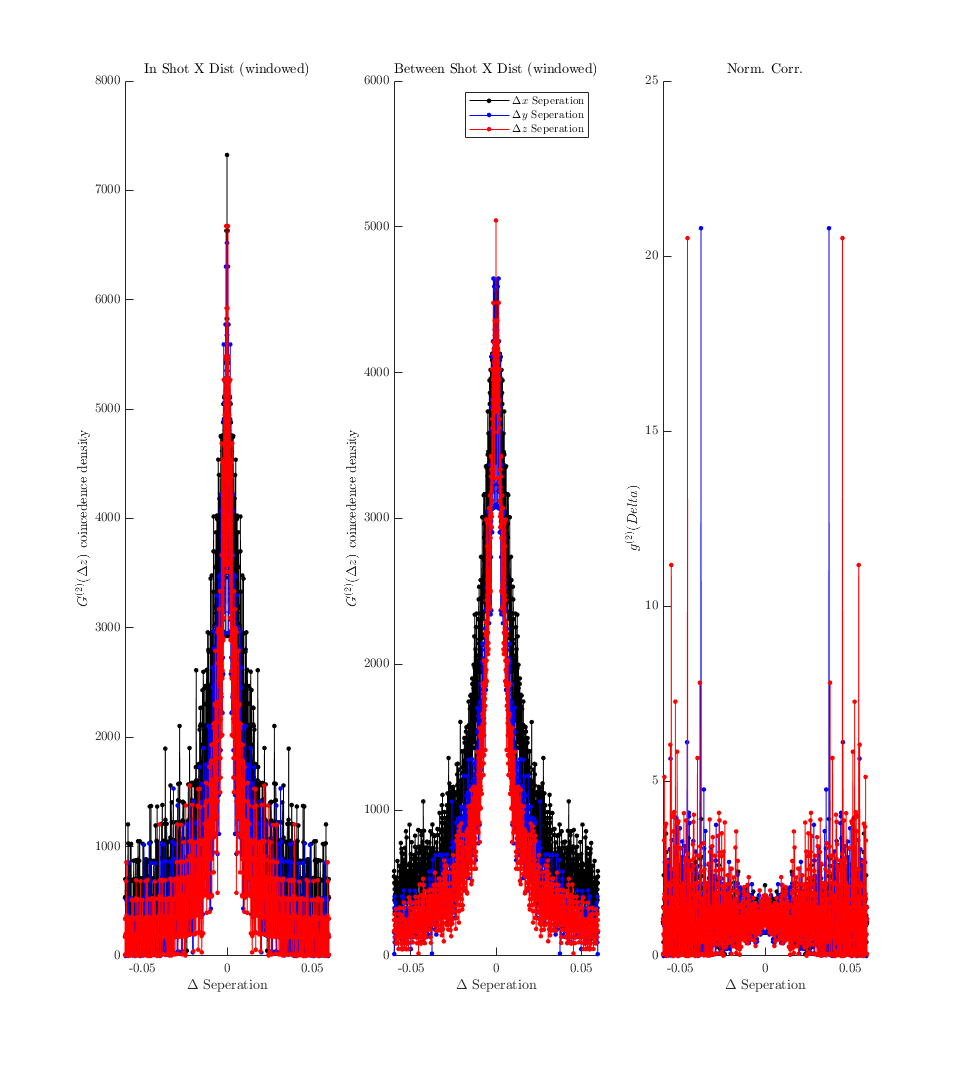 In Shot X Dist (windowed)
8000
7000
6000
5000
4000
3000
2000
1000
0
-0.05 0 0.05
Δ Seperation
G^(2)(Δz) coincedence density
Between Shot X Dist (windowed)
6000
5000
4000
3000
2000
1000
0
-0.05 0 0.05
Δ Seperation
G^(2)(Δz) coincedence density
Δx Seperation
Δy Seperation
Δz Seperation
Norm. Corr.
25
20
15
10
5
0
-0.05 0 0.05
Δ Seperation
g^(2)(Delta)